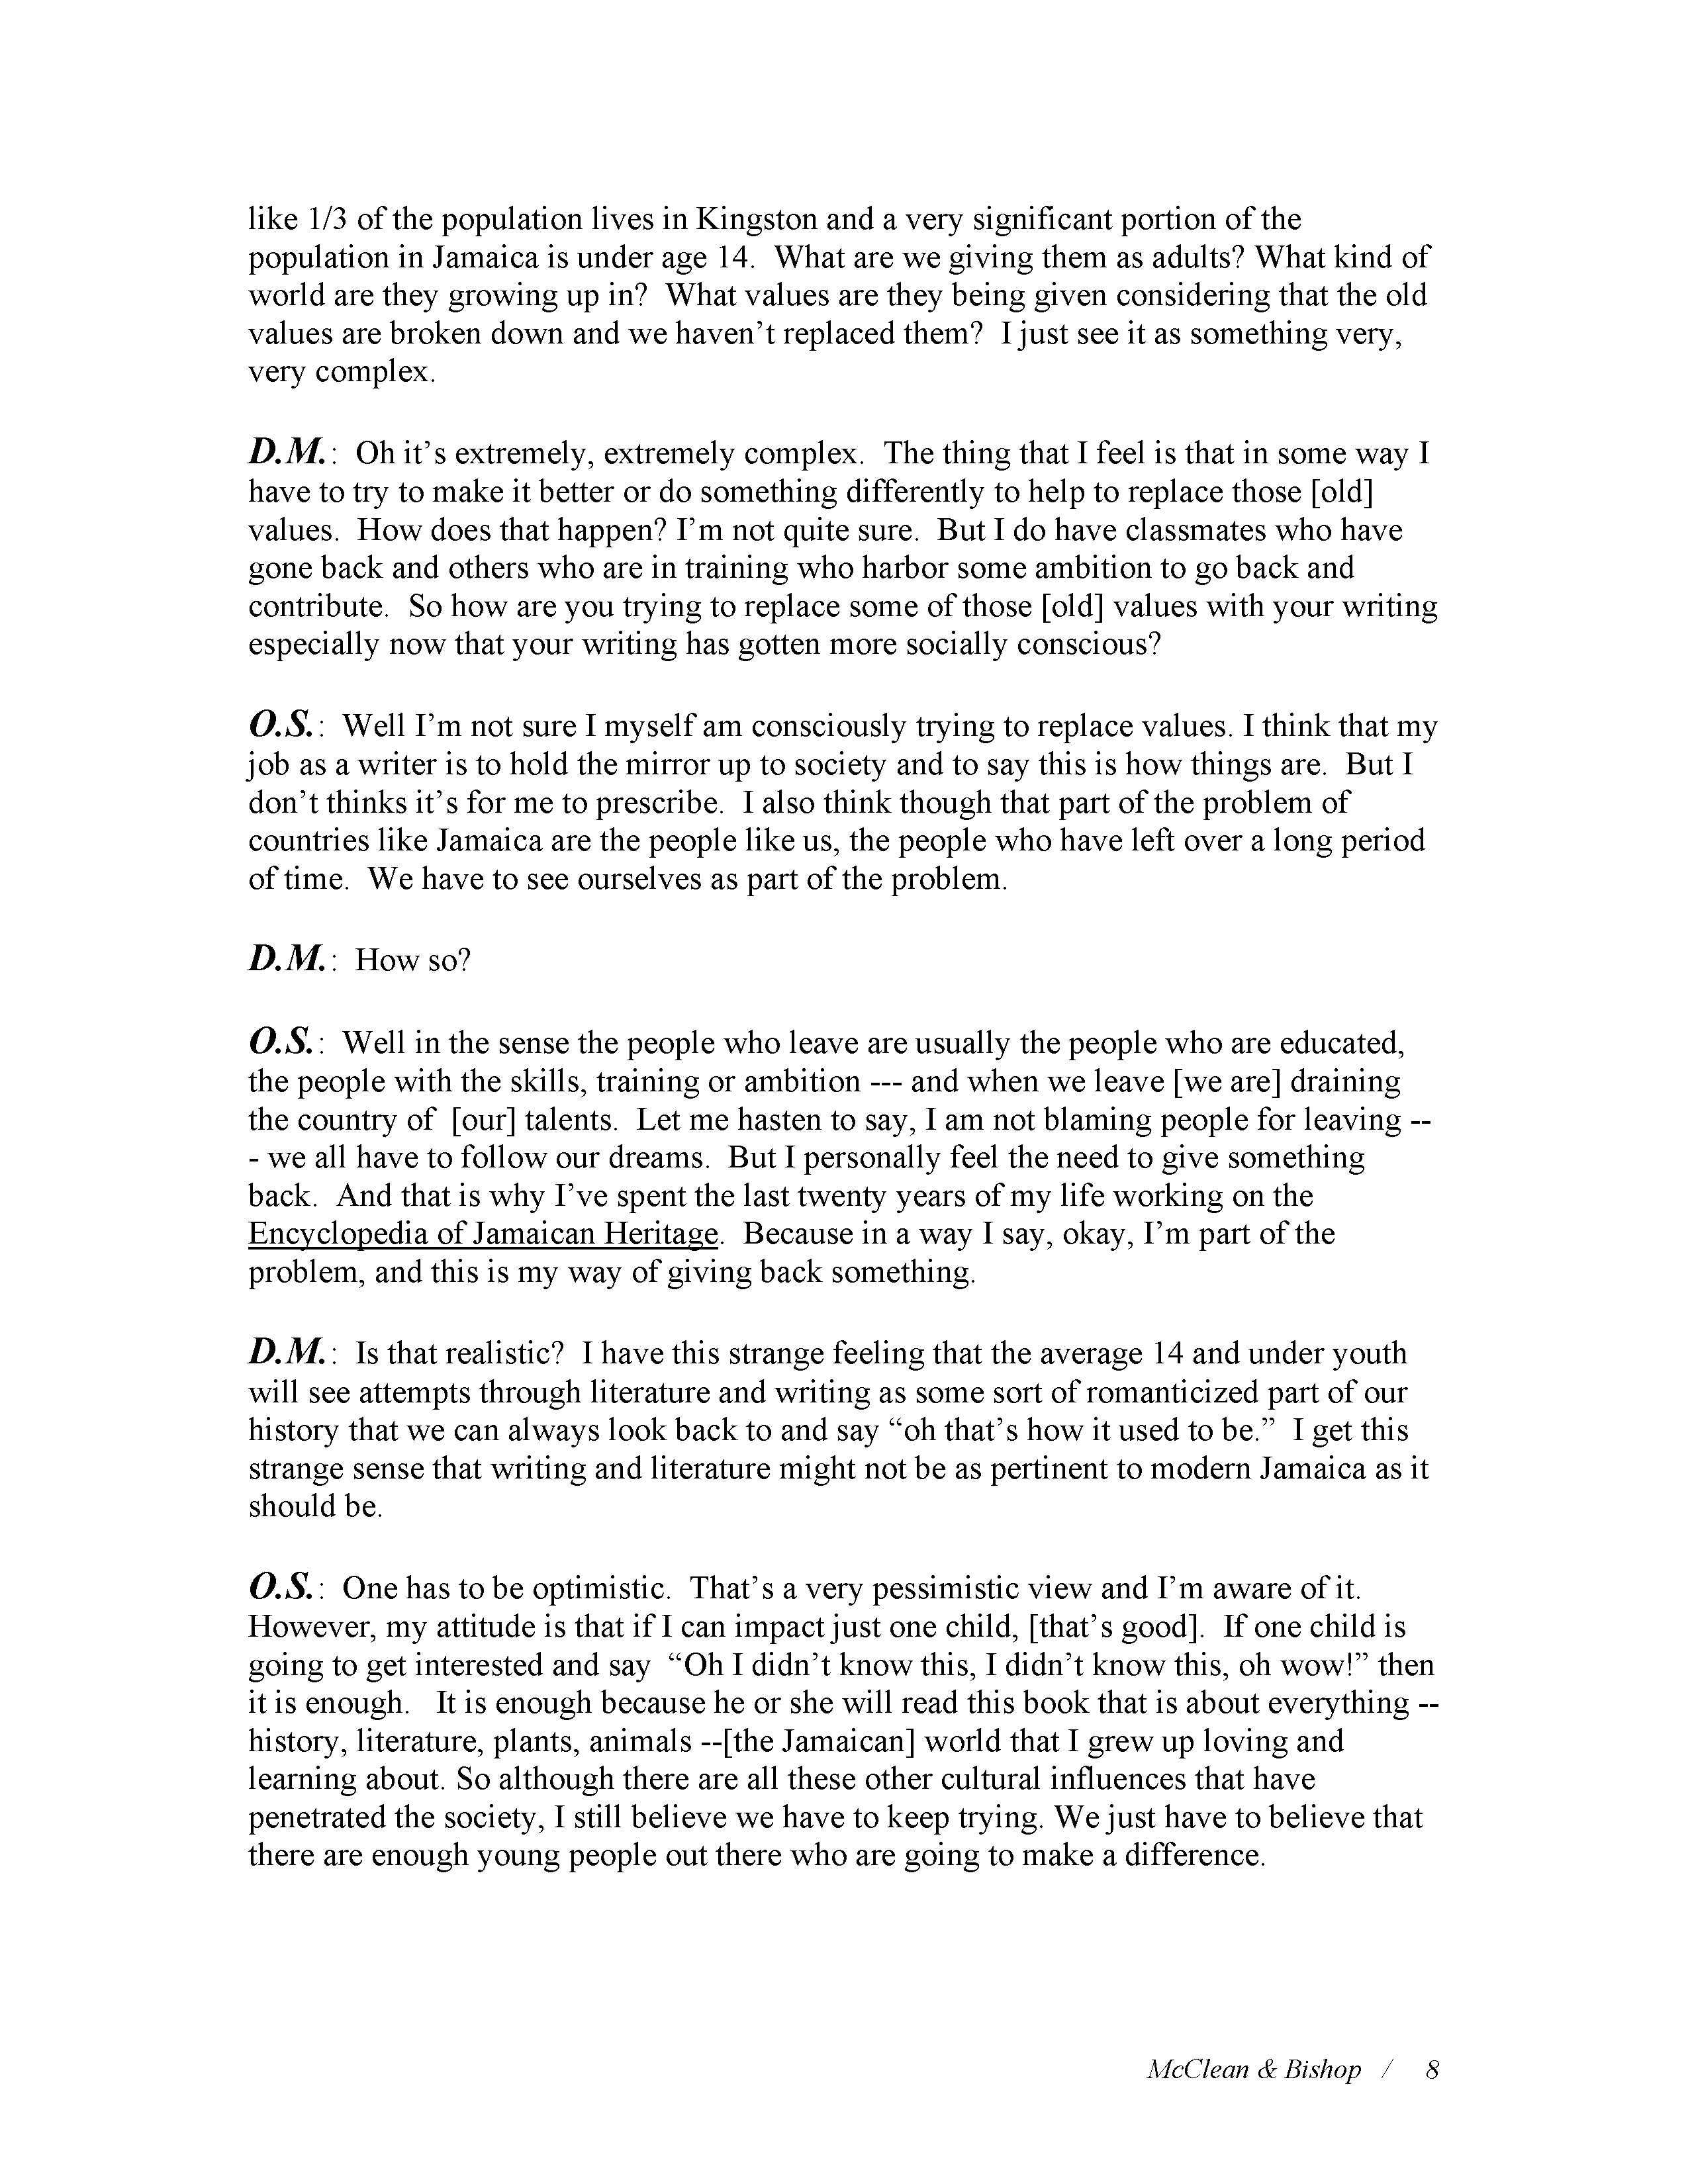 like 1/3 of the population lives in Kingston and a very significant portion of the
population in Jamaica is under age 14.  What are we giving them as adults? What kind of
world are they growing up in?  What values are they being given considering that the old
values are broken down and we haven’t replaced them?  I just see it as something very,
very complex.
D.M.:  Oh it’s extremely, extremely complex.  The thing that I feel is that in some way I
have to try to make it better or do something differently to help to replace those [old]
values.  How does that happen? I’m not quite sure.  But I do have classmates who have
gone back and others who are in training who harbor some ambition to go back and
contribute.  So how are you trying to replace some of those [old] values with your writing
especially now that your writing has gotten more socially conscious?
O.S.:  Well I’m not sure I myself am consciously trying to replace values. I think that my
job as a writer is to hold the mirror up to society and to say this is how things are.  But I
don’t thinks it’s for me to prescribe.  I also think though that part of the problem of
countries like Jamaica are the people like us, the people who have left over a long period
of time.  We have to see ourselves as part of the problem.
D.M.:  How so?
O.S.:  Well in the sense the people who leave are usually the people who are educated,
the people with the skills, training or ambition --- and when we leave [we are] draining
the country of  [our] talents.  Let me hasten to say, I am not blaming people for leaving --
- we all have to follow our dreams.  But I personally feel the need to give something
back.  And that is why I’ve spent the last twenty years of my life working on the
Encyclopedia of Jamaican Heritage.  Because in a way I say, okay, I’m part of the
problem, and this is my way of giving back something.
D.M.:  Is that realistic?  I have this strange feeling that the average 14 and under youth
will see attempts through literature and writing as some sort of romanticized part of our
history that we can always look back to and say “oh that’s how it used to be.”  I get this
strange sense that writing and literature might not be as pertinent to modern Jamaica as it
should be.
O.S.:  One has to be optimistic.  That’s a very pessimistic view and I’m aware of it.
However, my attitude is that if I can impact just one child, [that’s good].  If one child is
going to get interested and say  “Oh I didn’t know this, I didn’t know this, oh wow!” then
it is enough.   It is enough because he or she will read this book that is about everything --
history, literature, plants, animals --[the Jamaican] world that I grew up loving and
learning about. So although there are all these other cultural influences that have
penetrated the society, I still believe we have to keep trying. We just have to believe that
there are enough young people out there who are going to make a difference.
McClean & Bishop  /    8